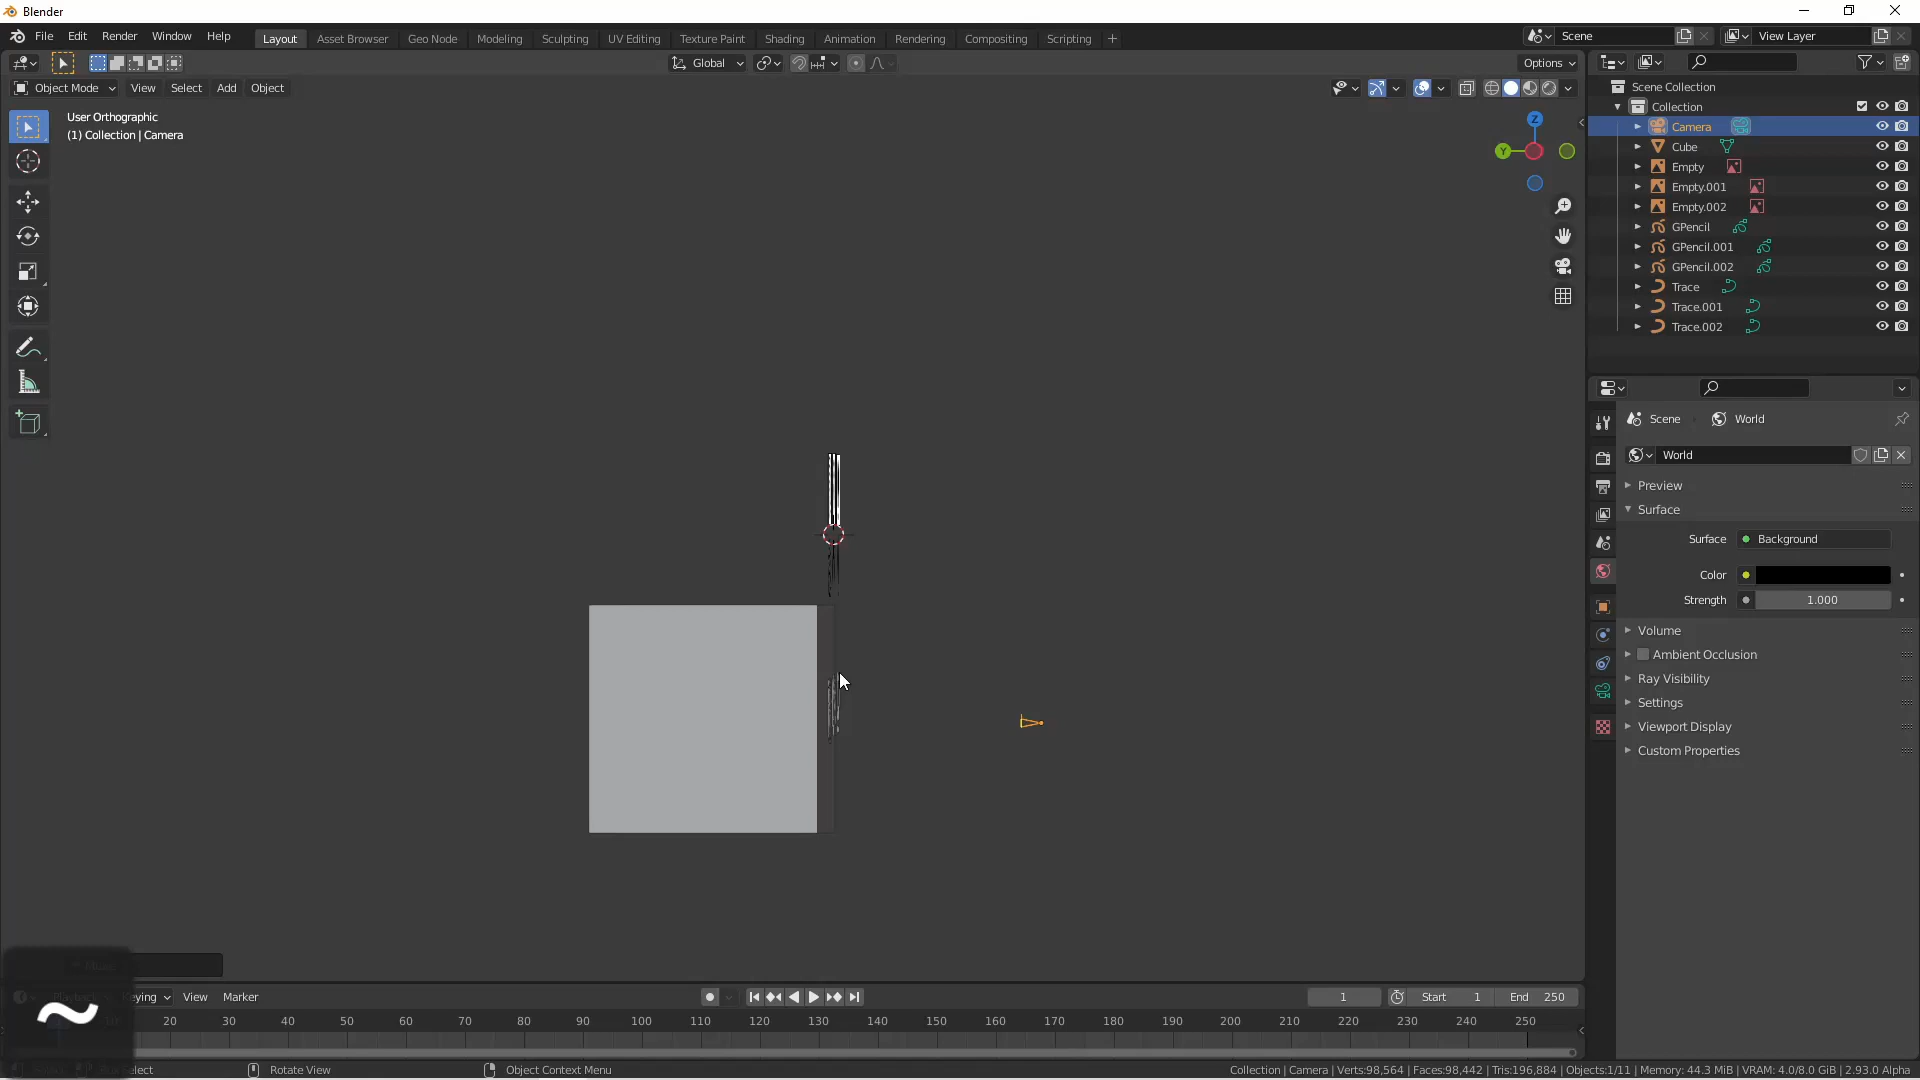 Blender
File Edit Render Window Help
Layout Asset Browser Geo Node Modeling Sculpting UV Editing Texture Paint Shading Animation Rendering Compositing Scripting +
Scene
View Layer
Global
Options
Object Mode View Select Add Object
User Orthographic
(1) Collection | Camera
Z
Y
Scene Collection
Collection
Camera
Cube
Empty
Empty.001
Empty.002
GPencil
GPencil.001
GPencil.002
Trace
Trace.001
Trace.002
Scene
World
World
Preview
Surface
Surface Background
Color
Strength 1.000
Volume
Ambient Occlusion
Ray Visibility
Settings
Viewport Display
Custom Properties
~
Keying View Marker
1
Start 1
End 250
20 30 40 50 60 70 80 90 100 110 120 130 140 150 160 170 180 190 200 210 220 230 240 250
Select
Rotate View
Object Context Menu
Collection | Camera | Verts:98,564 | Faces:98,442 | Tris:196,884 | Objects:1/11 | Memory: 44.3 MiB | VRAM: 4.0/8.0 GiB | 2.93.0 Alpha